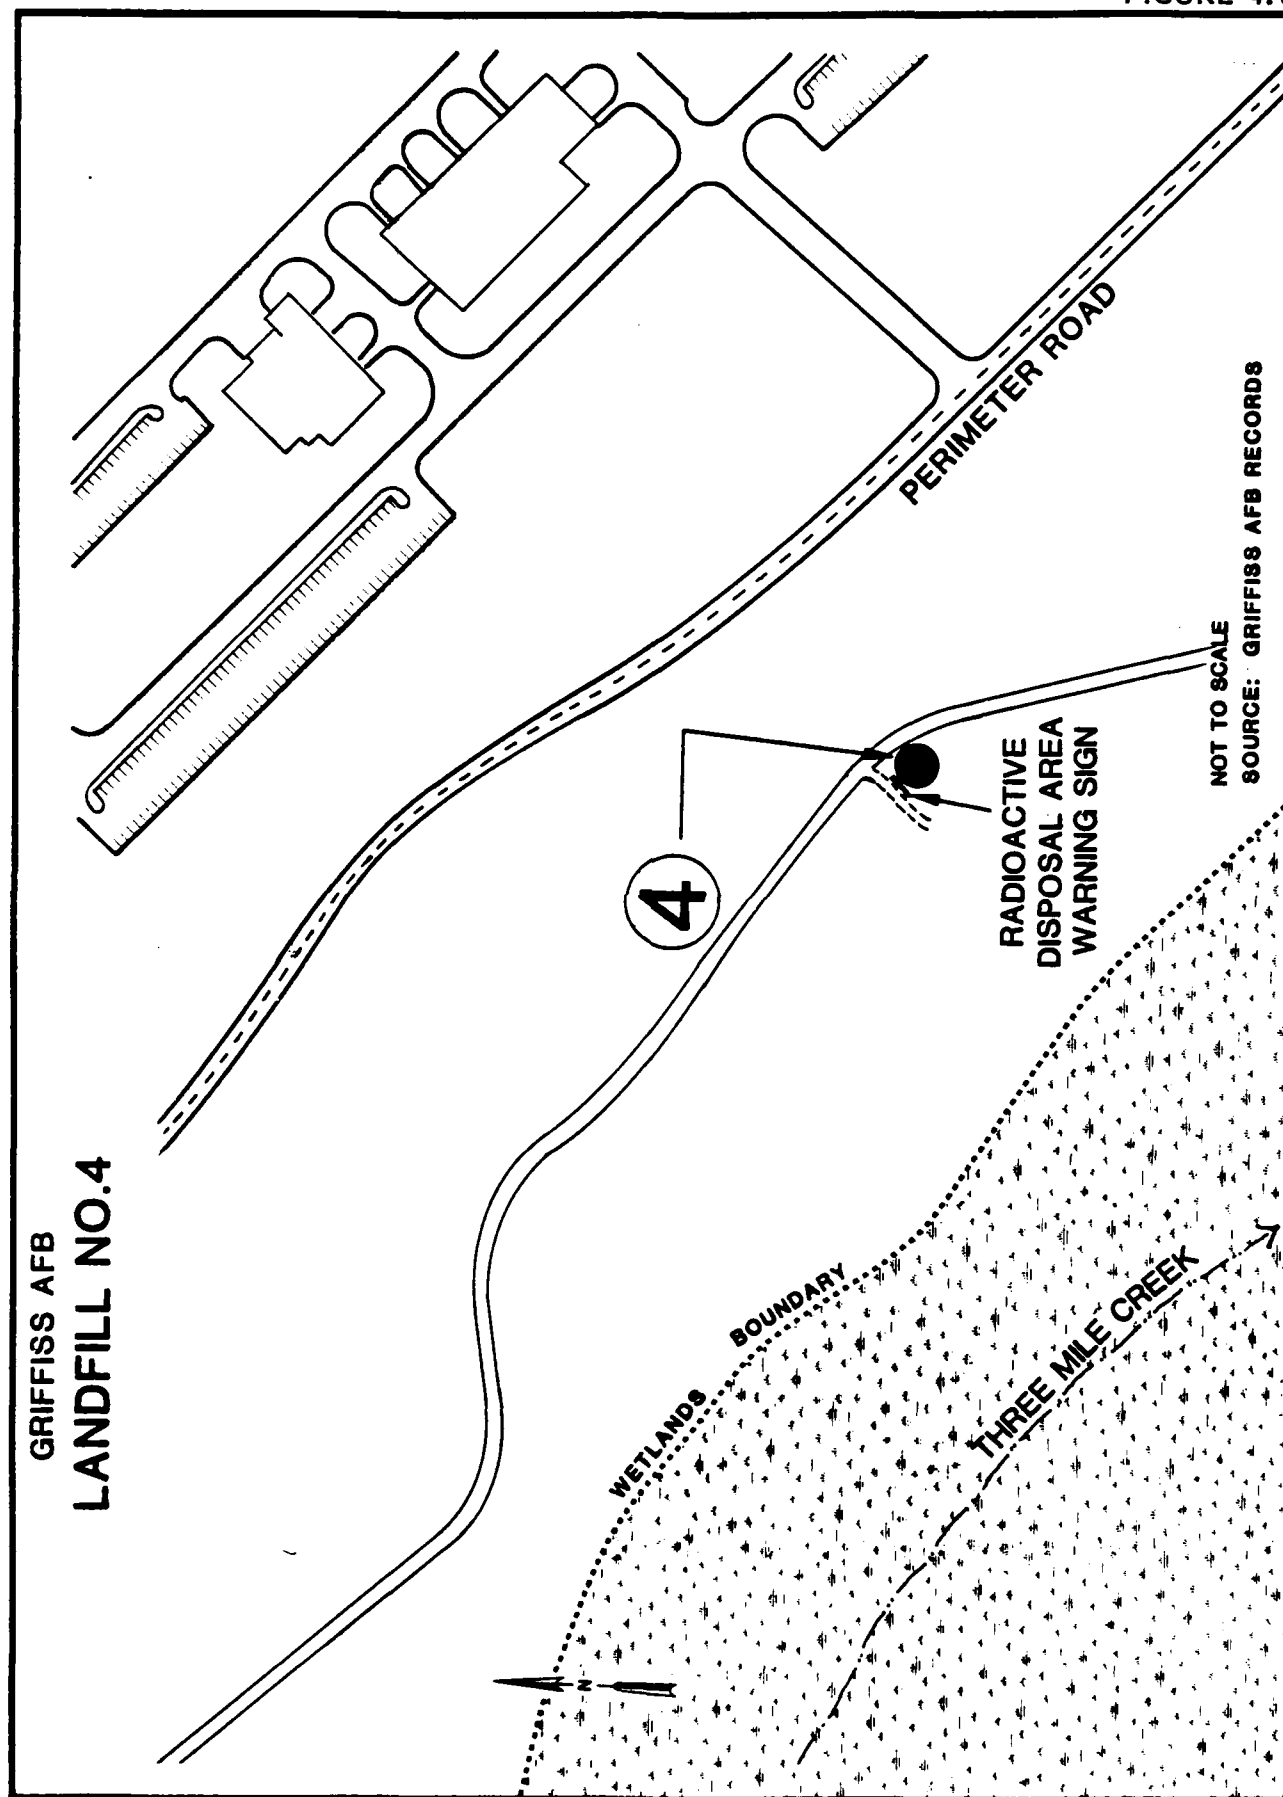 GRIFFISS AFB
LANDFILL NO.4
4
PERIMETER ROAD
RADIOACTIVE
DISPOSAL AREA
WARNING SIGN
WETLANDS BOUNDARY
THREE MILE CREEK
N
NOT TO SCALE
SOURCE: GRIFFISS AFB RECORDS